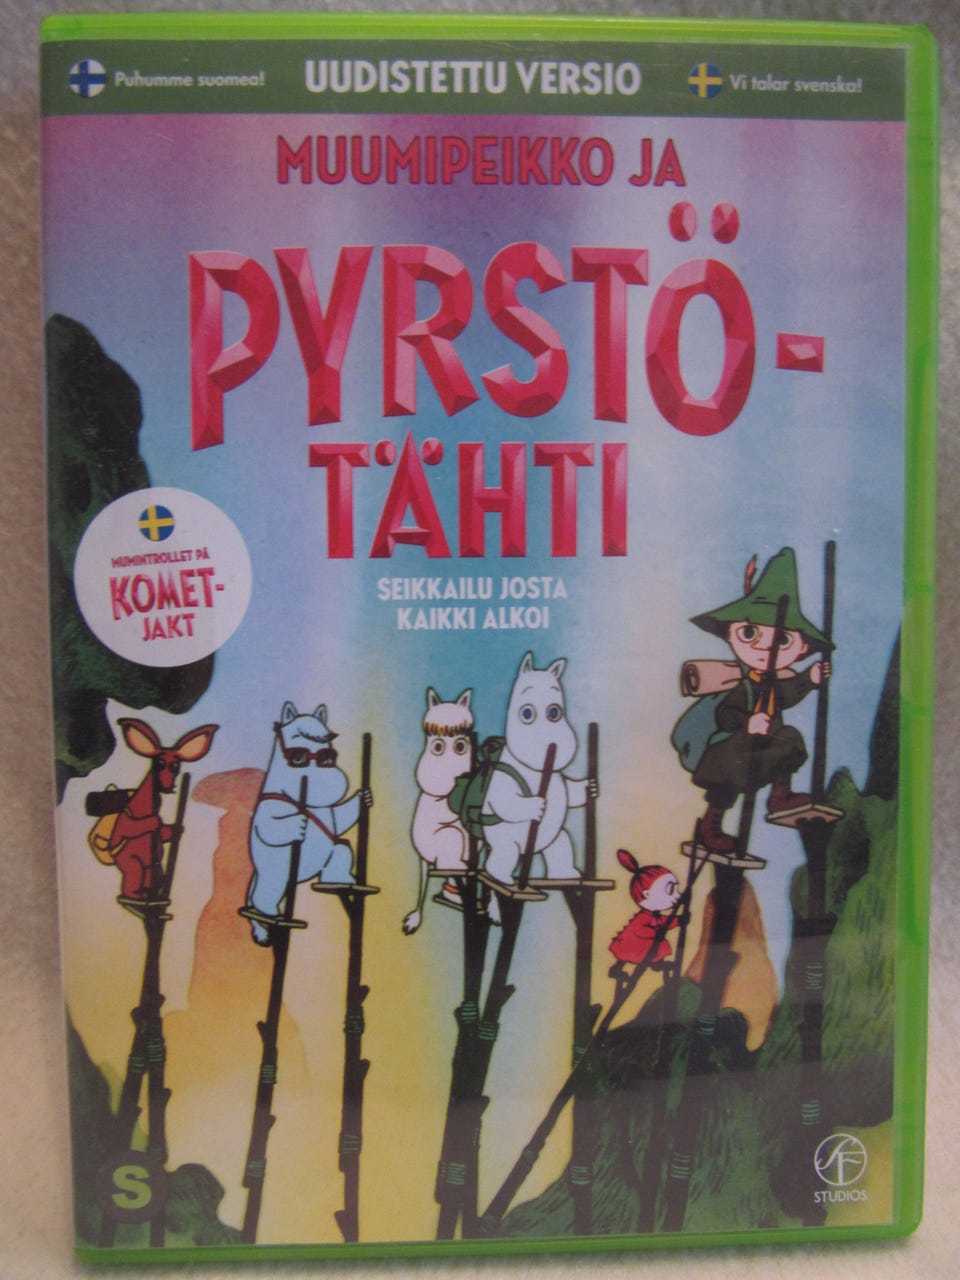 Puhumme suomea! UUDISTETTU VERSIO Vi talar svenska!
MUUMIPEIKKO JA
PYRSTÖ-
TÄHTI
SEIKKAILU JOSTA
KAIKKI ALKOI
MUMINTROLLET PÅ
KOMET-
JAKT
S
SF
STUDIOS